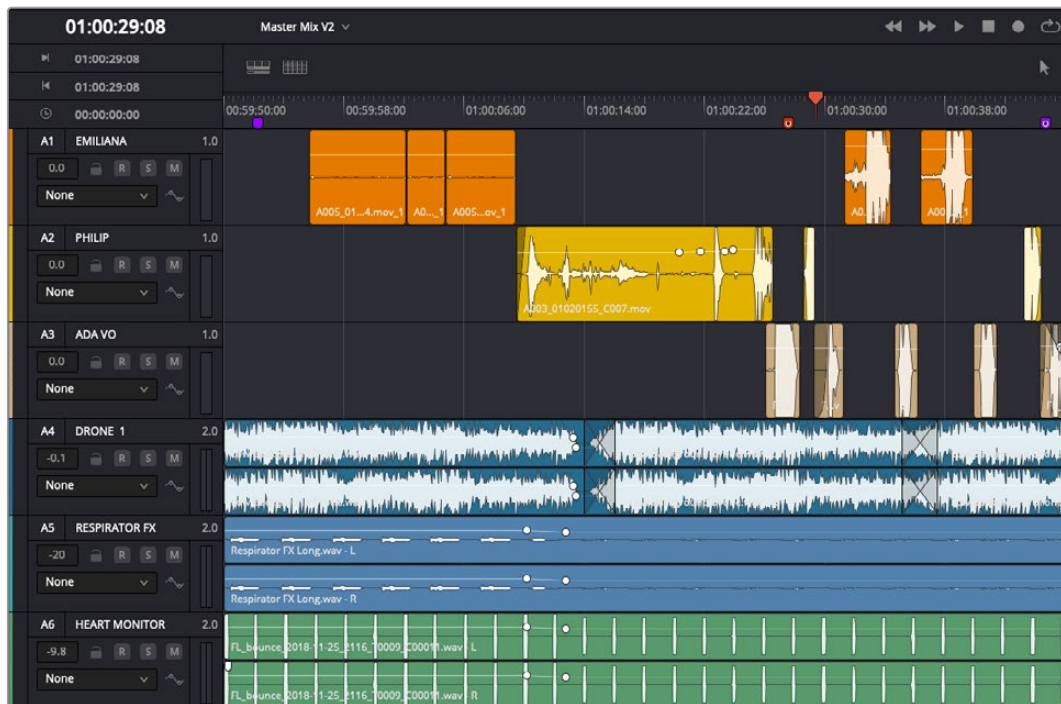 01:00:29:08 Master Mix V2
01:00:29:08
01:00:29:08
00:00:00:00 00:59:50:00 00:59:58:00 01:00:06:00 01:00:14:00 01:00:22:00 01:00:30:00 01:00:38:00
A1 EMILIANA 1.0
0.0 R S M
None
A005_01...4.mov_1 A0..._1 A005...ov_1 A0. A00 1
A2 PHILIP 1.0
0.0 R S M
None
A003_01020155_C007.mov
A3 ADA VO 1.0
0.0 R S M
None
A4 DRONE 1 2.0
-0.1 R S M
None
A5 RESPIRATOR FX 2.0
-20 R S M
Respirator FX Long.wav - L
None
Respirator FX Long.wav - R
A6 HEART MONITOR 2.0
-9.8 R S M
FL_bounce_2018-11-25_2116_T0009_C00011.wav - L
None
FL_bounce_2018-11-25_2116_T0009_C00011.wav - R